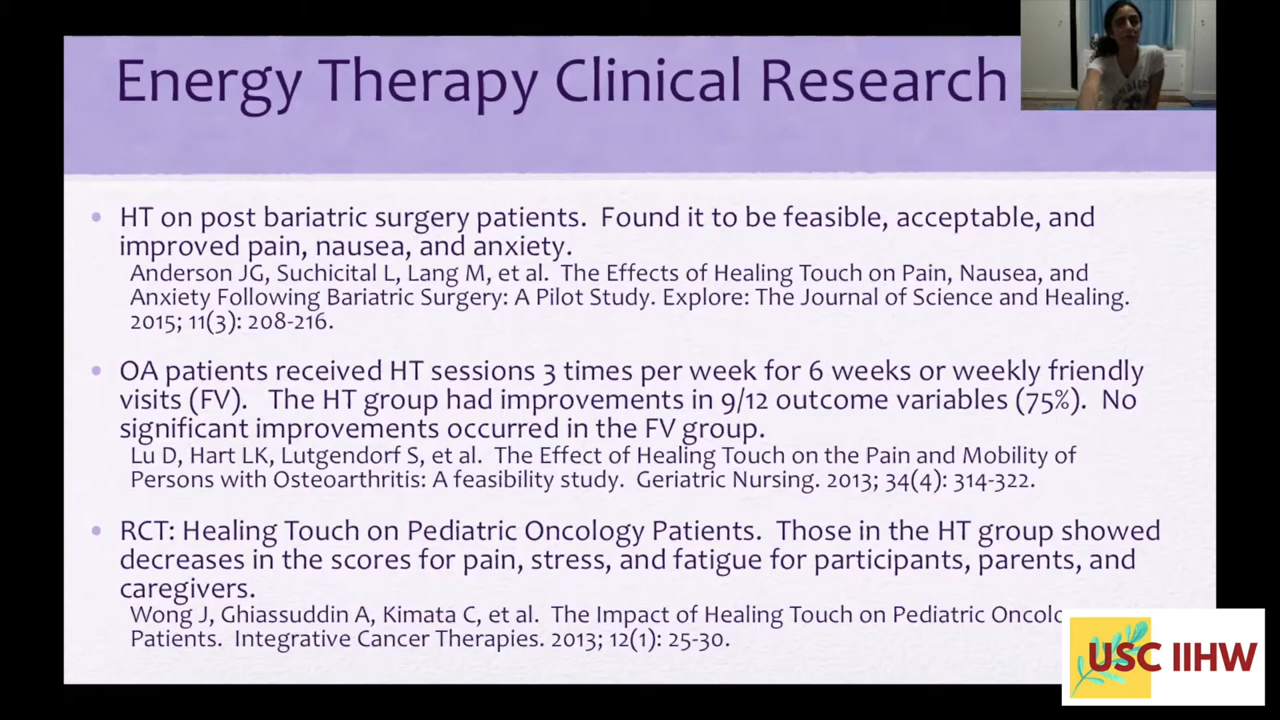 Energy Therapy Clinical Research
• HT on post bariatric surgery patients. Found it to be feasible, acceptable, and
improved pain, nausea, and anxiety.
Anderson JG, Suchicital L, Lang M, et al. The Effects of Healing Touch on Pain, Nausea, and
Anxiety Following Bariatric Surgery: A Pilot Study. Explore: The Journal of Science and Healing.
2015; 11(3): 208-216.
• OA patients received HT sessions 3 times per week for 6 weeks or weekly friendly
visits (FV). The HT group had improvements in 9/12 outcome variables (75%). No
significant improvements occurred in the FV group.
Lu D, Hart LK, Lutgendorf S, et al. The Effect of Healing Touch on the Pain and Mobility of
Persons with Osteoarthritis: A feasibility study. Geriatric Nursing. 2013; 34(4): 314-322.
• RCT: Healing Touch on Pediatric Oncology Patients. Those in the HT group showed
decreases in the scores for pain, stress, and fatigue for participants, parents, and
caregivers.
Wong J, Ghiassuddin A, Kimata C, et al. The Impact of Healing Touch on Pediatric Oncolo
Patients. Integrative Cancer Therapies. 2013; 12(1): 25-30.
USC IIHW